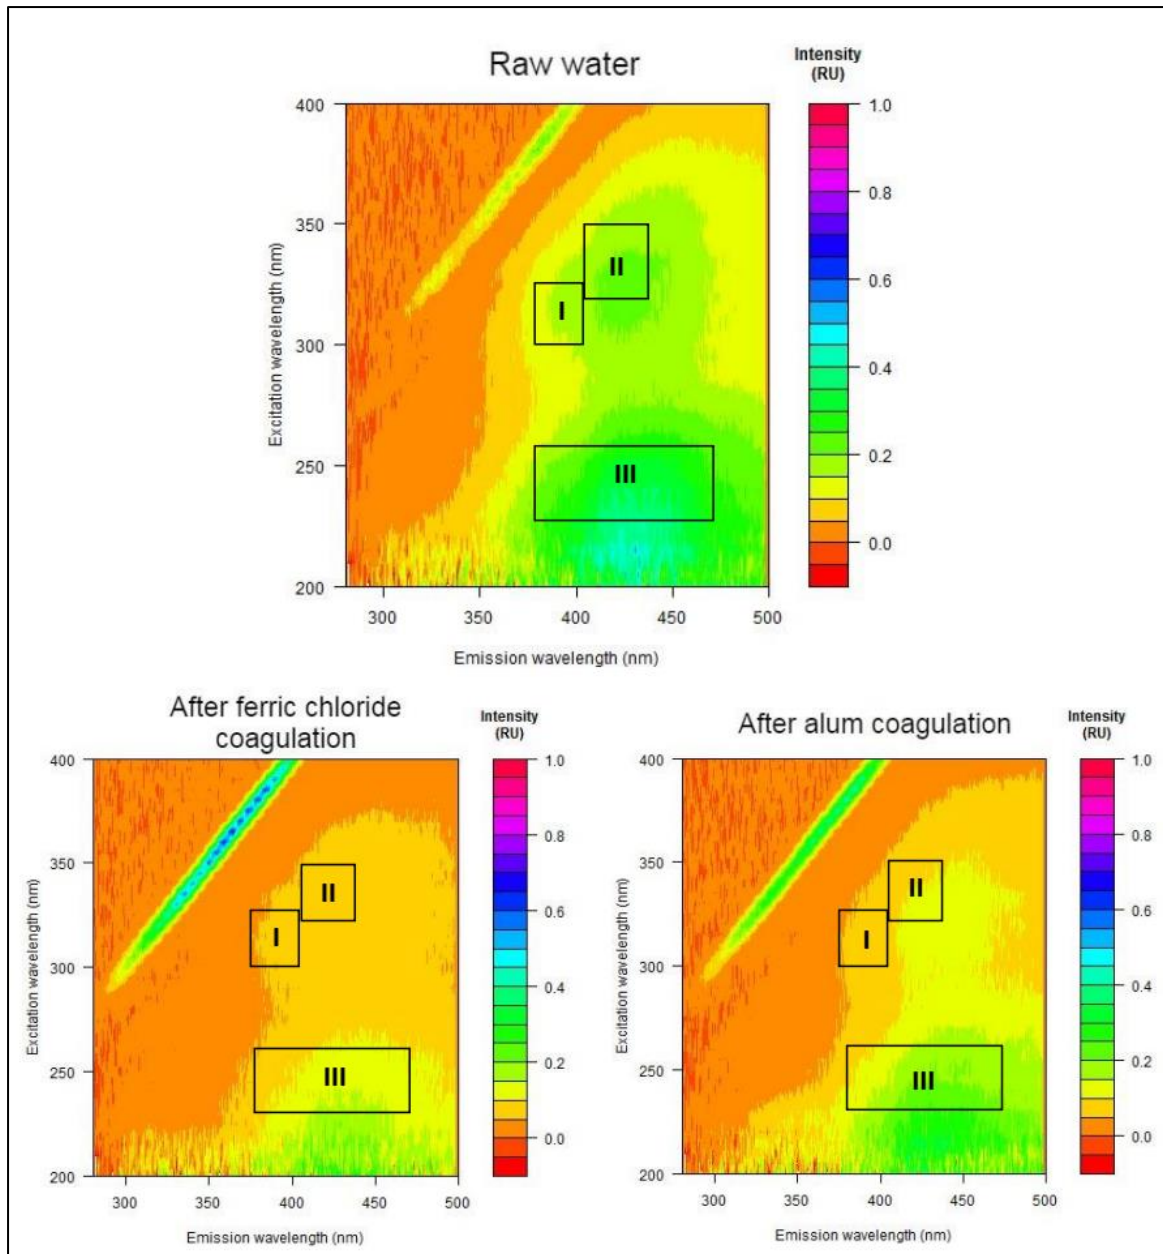 Raw water
Intensity
(RU)
400
350
300
250
200
Excitation wavelength (nm)
I
II
III
300
350
400
450
500
Emission wavelength (nm)
1.0
0.8
0.6
0.4
0.2
0.0
After ferric chloride
coagulation
Intensity
(RU)
400
350
300
250
200
Excitation wavelength (nm)
II
I
III
300
350
400
450
500
Emission wavelength (nm)
1.0
0.8
0.6
0.4
0.2
0.0
After alum coagulation
Intensity
(RU)
400
350
300
250
200
Excitation wavelength (nm)
II
I
III
300
350
400
450
500
Emission wavelength (nm)
1.0
0.8
0.6
0.4
0.2
0.0